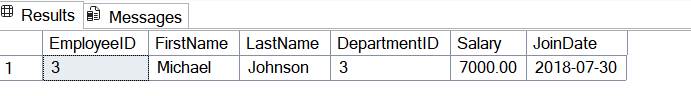 Results Messages
EmployeeID FirstName LastName DepartmentID Salary JoinDate
1 3 Michael Johnson 3 7000.00 2018-07-30